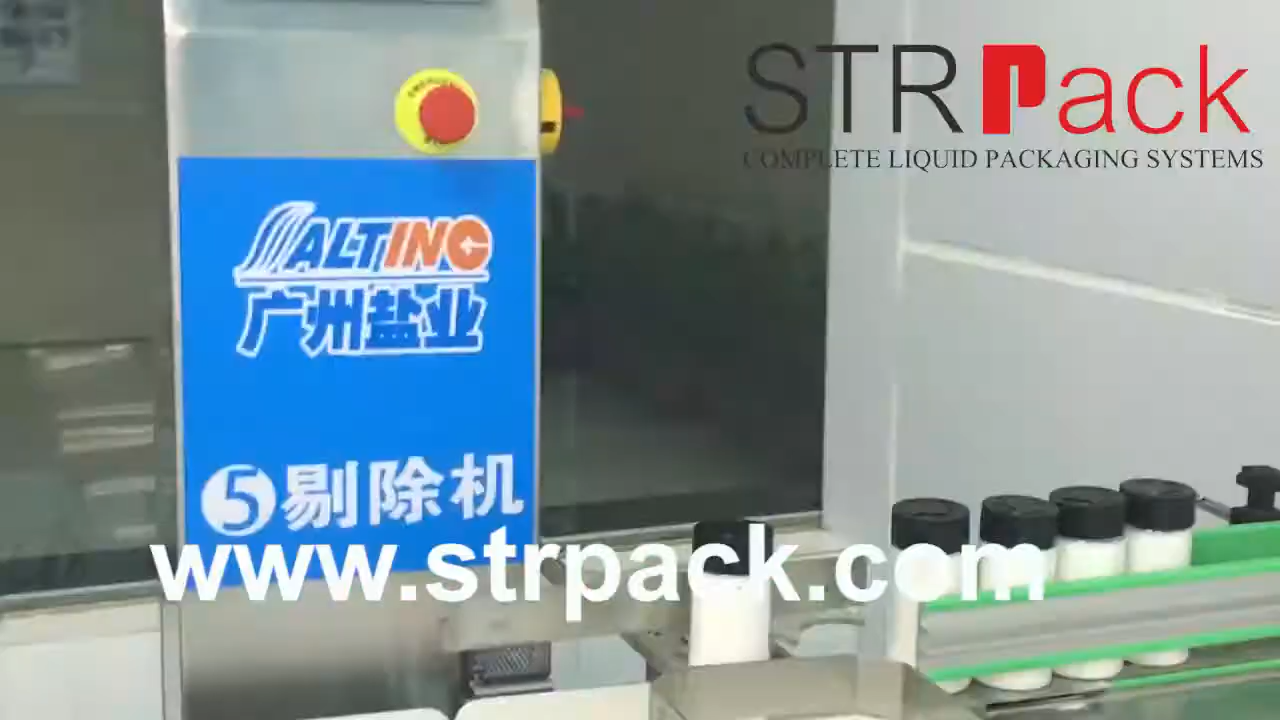 STRPack
COMPLETE LIQUID PACKAGING SYSTEMS
SALTING
广州盐业
5剔除机
www.strpack.com